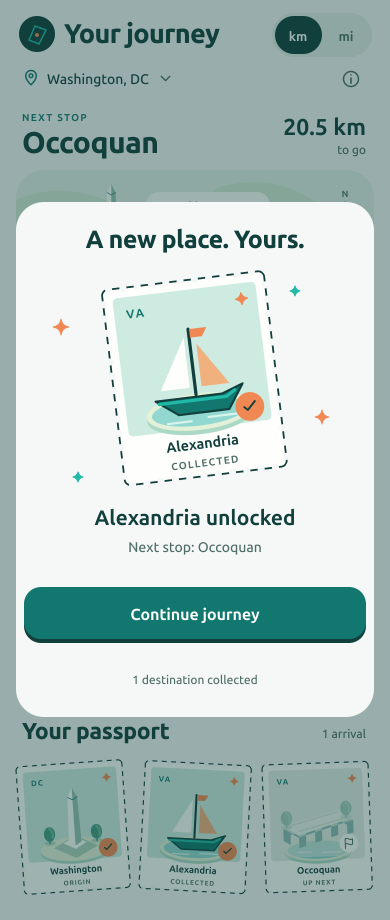 Your journey
km
mi
Washington, DC
NEXT STOP
Occoquan
20.5 km
to go
N
A new place. Yours.
VA
Alexandria
COLLECTED
Alexandria unlocked
Next stop: Occoquan
Continue journey
1 destination collected
Your passport
1 arrival
DC
Washington
ORIGIN
VA
Alexandria
COLLECTED
VA
Occoquan
UP NEXT